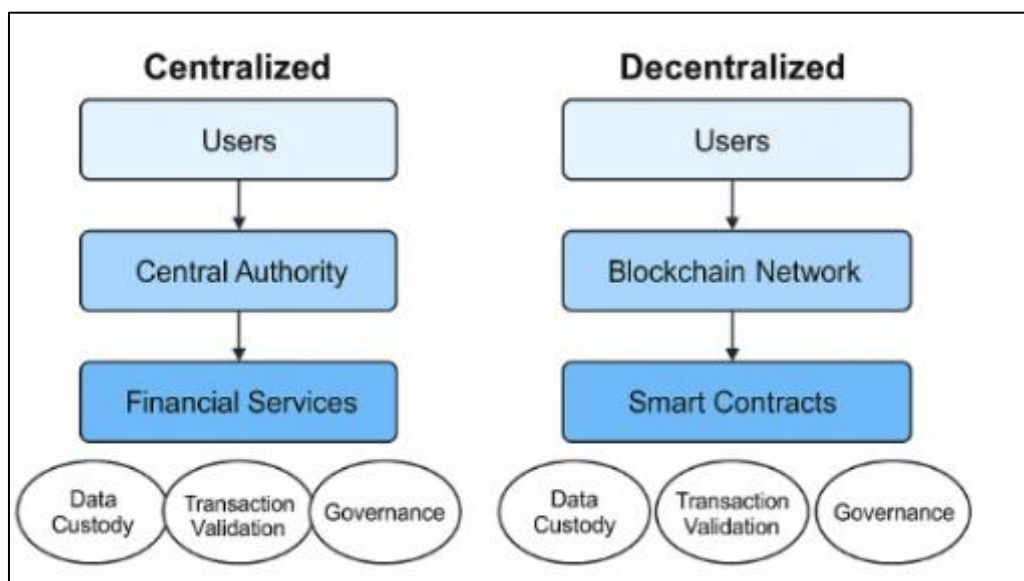 Centralized
Users
Central Authority
Financial Services
Data
Custody
Transaction
Validation
Governance
Decentralized
Users
Blockchain Network
Smart Contracts
Data
Custody
Transaction
Validation
Governance